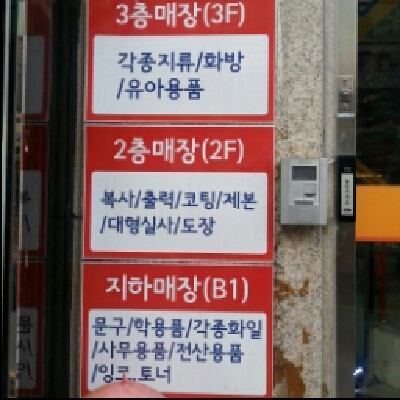 3층매장(3F)
각종지류/화방
/유아용품
2층매장(2F)
복사/출력/코팅/제본
/대형실사/도장
지하매장(B1)
문구/학용품/각종화일
/사무용품/전산용품
/잉크..토너